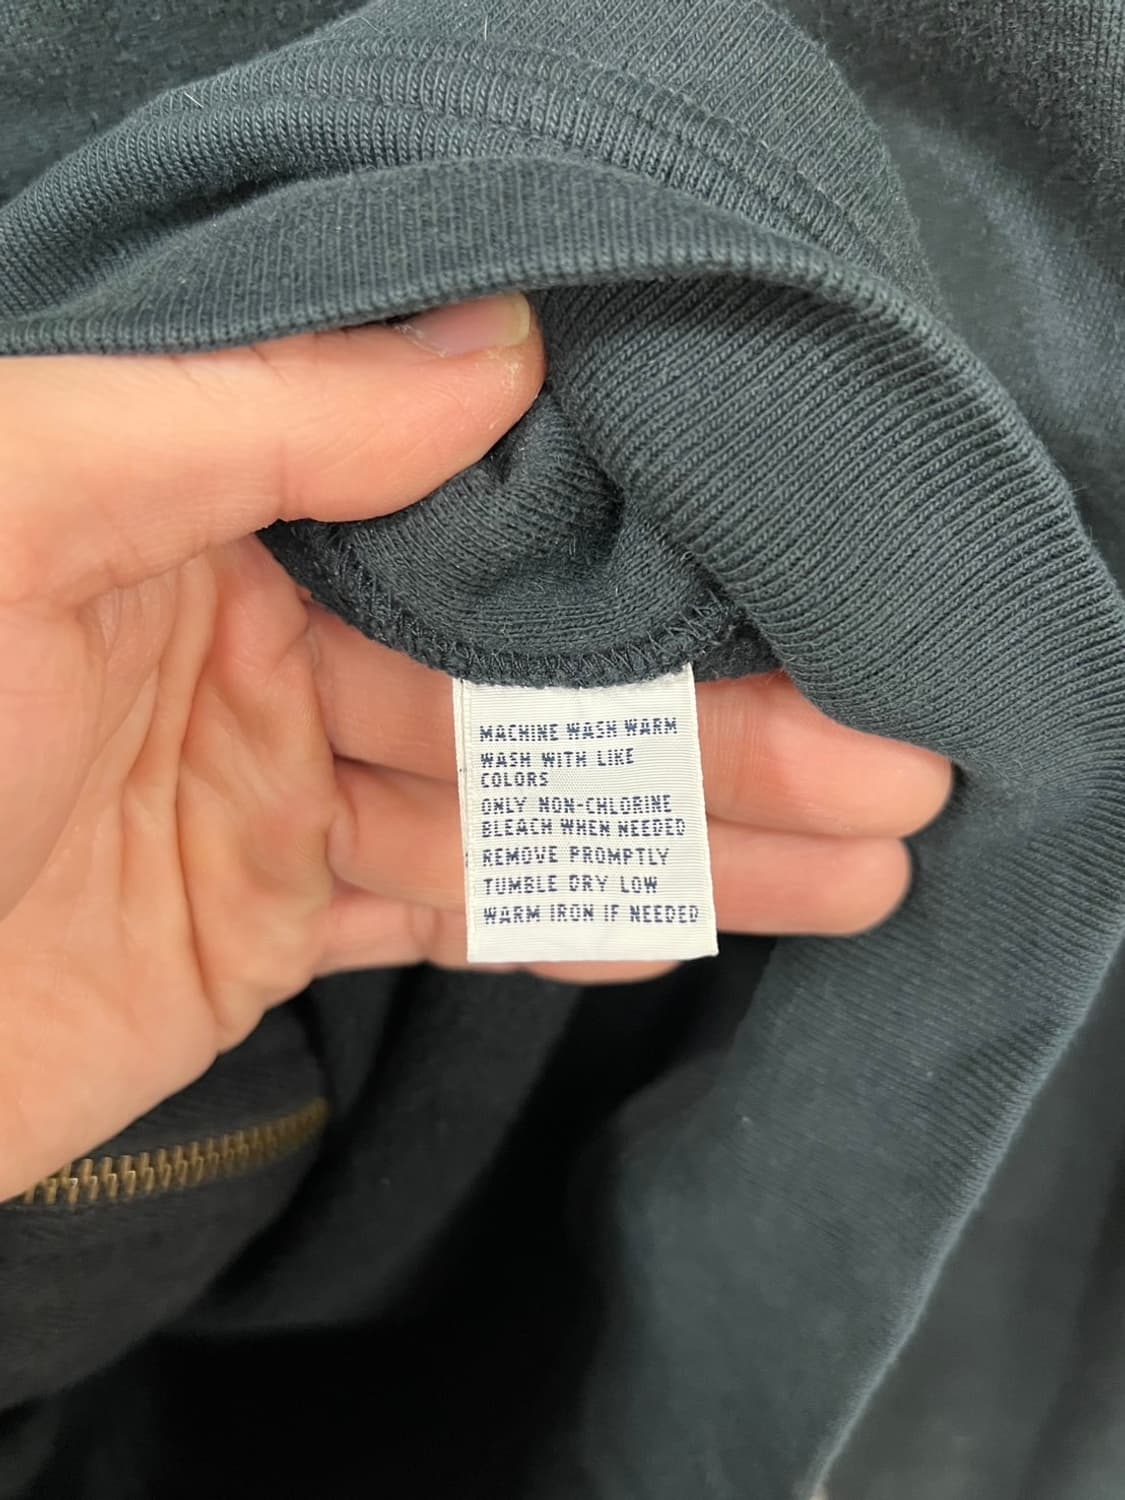 MACHINE WASH WARM
WASH WITH LIKE
COLORS
ONLY NON-CHLORINE
BLEACH WHEN NEEDED
REMOVE PROMPTLY
TUMBLE DRY LOW
WARM IRON IF NEEDED